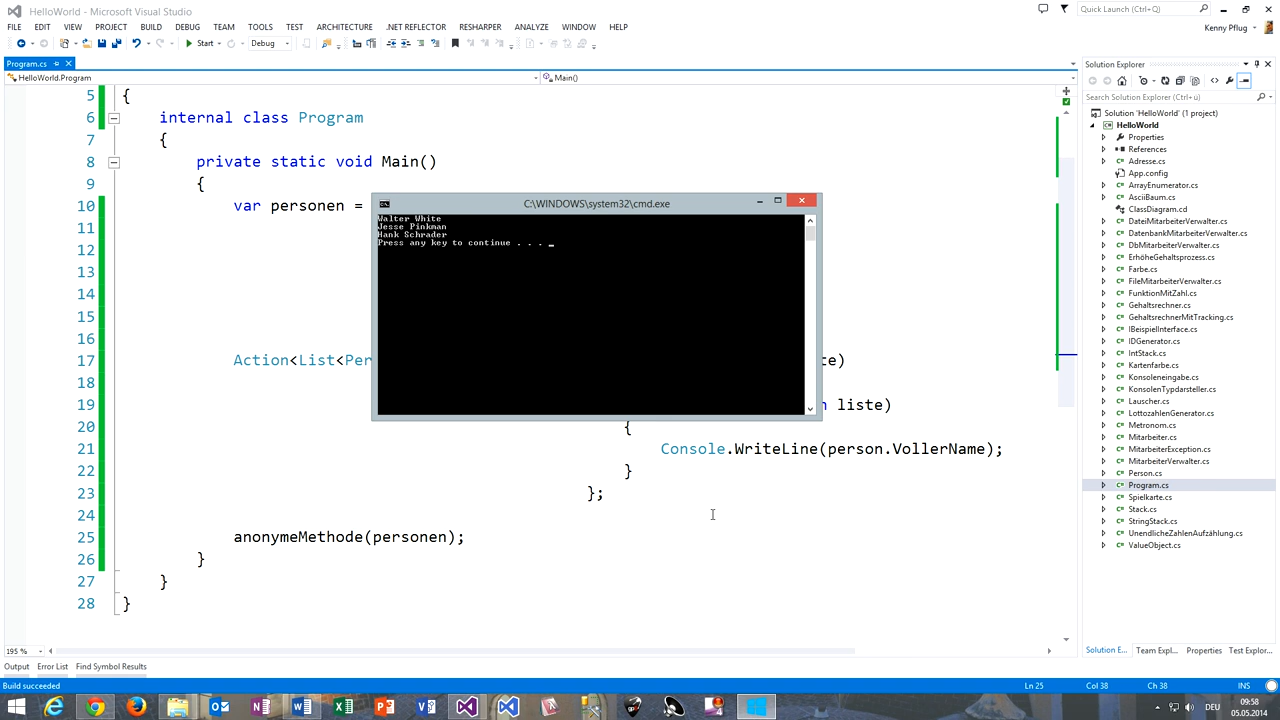 HelloWorld - Microsoft Visual Studio
Quick Launch (Ctrl+Q)
FILE EDIT VIEW PROJECT BUILD DEBUG TEAM TOOLS TEST ARCHITECT .NET REFLECTOR RESHARPER ANALYZE WINDOW HELP
Kenny Pflug
Start Debug
Program.cs
HelloWorld.Program
Main()
5 {
6 internal class Program
7 {
8 private static void Main()
9 {
10 var personen =
11
12
13
14
15
16
17 Action<List<Per te)
18
19 n liste)
20 {
21 Console.WriteLine(person.VollerName);
22 }
23 };
24
25 anonymeMethode(personen);
26 }
27 }
28 }
C:\WINDOWS\system32\cmd.exe
Walter White
Jesse Pinkman
Hank Schrader
Press any key to continue . . . _
Solution Explorer
Search Solution Explorer (Ctrl+ü)
Solution 'HelloWorld' (1 project)
HelloWorld
Properties
References
Adresse.cs
App.config
ArrayEnumerator.cs
AsciiBaum.cs
ClassDiagram.cd
DateiMitarbeiterVerwalter.cs
DatenbankMitarbeiterVerwalter.cs
DbMitarbeiterVerwalter.cs
ErhöheGehaltsprozess.cs
Farbe.cs
FileMitarbeiterVerwalter.cs
FunktionMitZahl.cs
Gehaltsrechner.cs
GehaltsrechnerMitTracking.cs
IBeispielInterface.cs
IDGenerator.cs
IntStack.cs
Kartenfarbe.cs
Konsoleneingabe.cs
KonsolenTypdarsteller.cs
Lauscher.cs
LottozahlenGenerator.cs
Metronom.cs
Mitarbeiter.cs
MitarbeiterException.cs
MitarbeiterVerwalter.cs
Person.cs
Program.cs
Spielkarte.cs
Stack.cs
StringStack.cs
UnendlicheZahlenAufzählung.cs
ValueObject.cs
195 %
Solution E... Team Expl... Properties Test Explor...
Output Error List Find Symbol Results
Build succeeded
Ln 25 Col 38 Ch 38 INS
DEU
09:58
05.05.2014